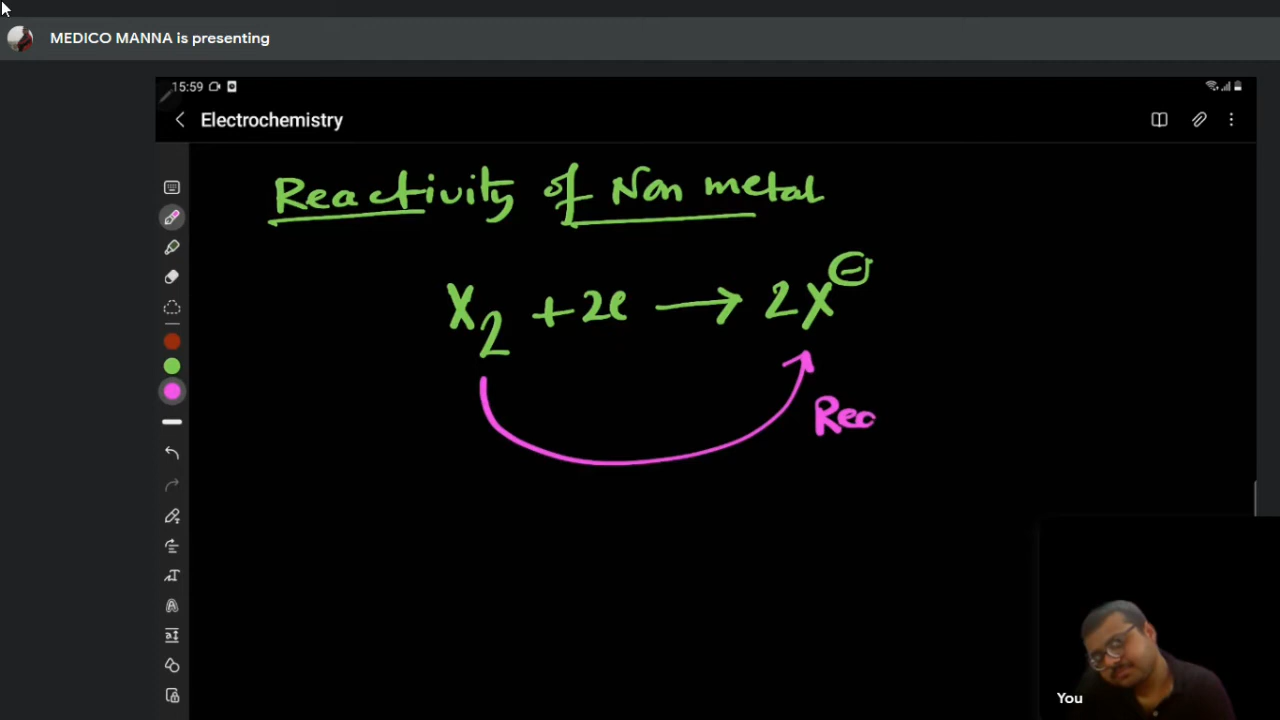 MEDICO MANNA is presenting
15:59
Electrochemistry
Reactivity of Non metal
X2 + 2e → 2X⊖
Rec
You